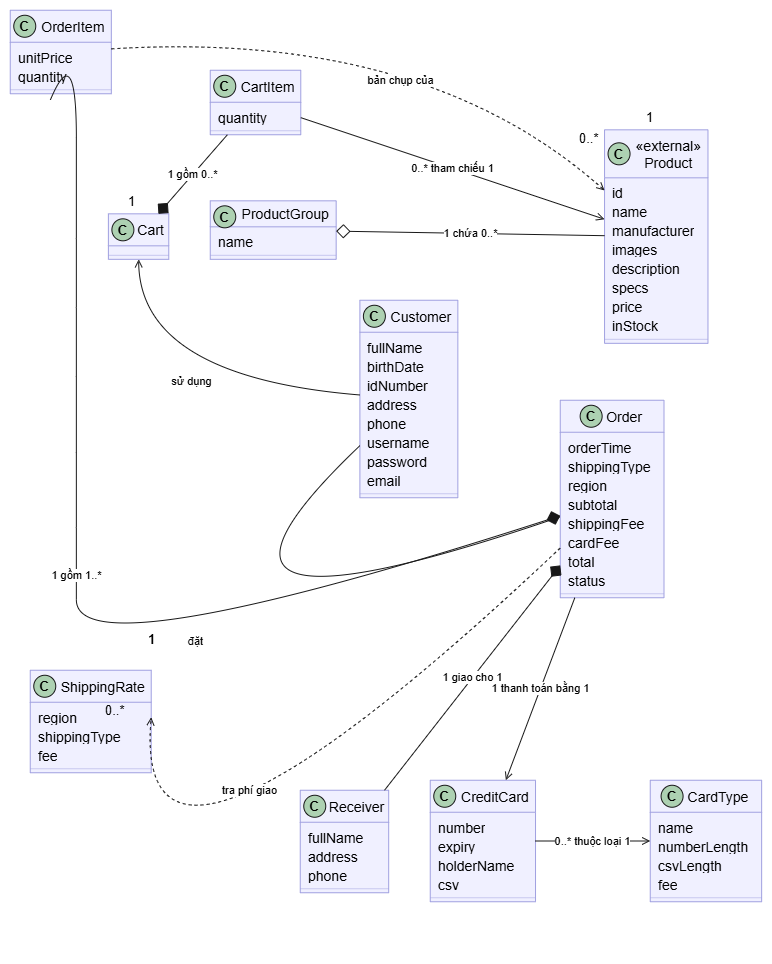 C OrderItem
unitPrice
quantity
bản chụp của
C CartItem
quantity
1
0..*
C «external»
Product
id
name
manufacturer
images
description
specs
price
inStock
0..* tham chiếu 1
1 gồm 0..*
1
C Cart
C ProductGroup
name
1 chứa 0..*
C Customer
fullName
birthDate
idNumber
address
phone
username
password
email
sử dụng
C Order
orderTime
shippingType
region
subtotal
shippingFee
cardFee
total
status
1 gồm 1..*
1 đặt
C ShippingRate
region
shippingType
fee
0..*
1 giao cho 1
1 thanh toán bằng 1
tra phí giao
C Receiver
fullName
address
phone
C CreditCard
number
expiry
holderName
csv
0..* thuộc loại 1
C CardType
name
numberLength
csvLength
fee